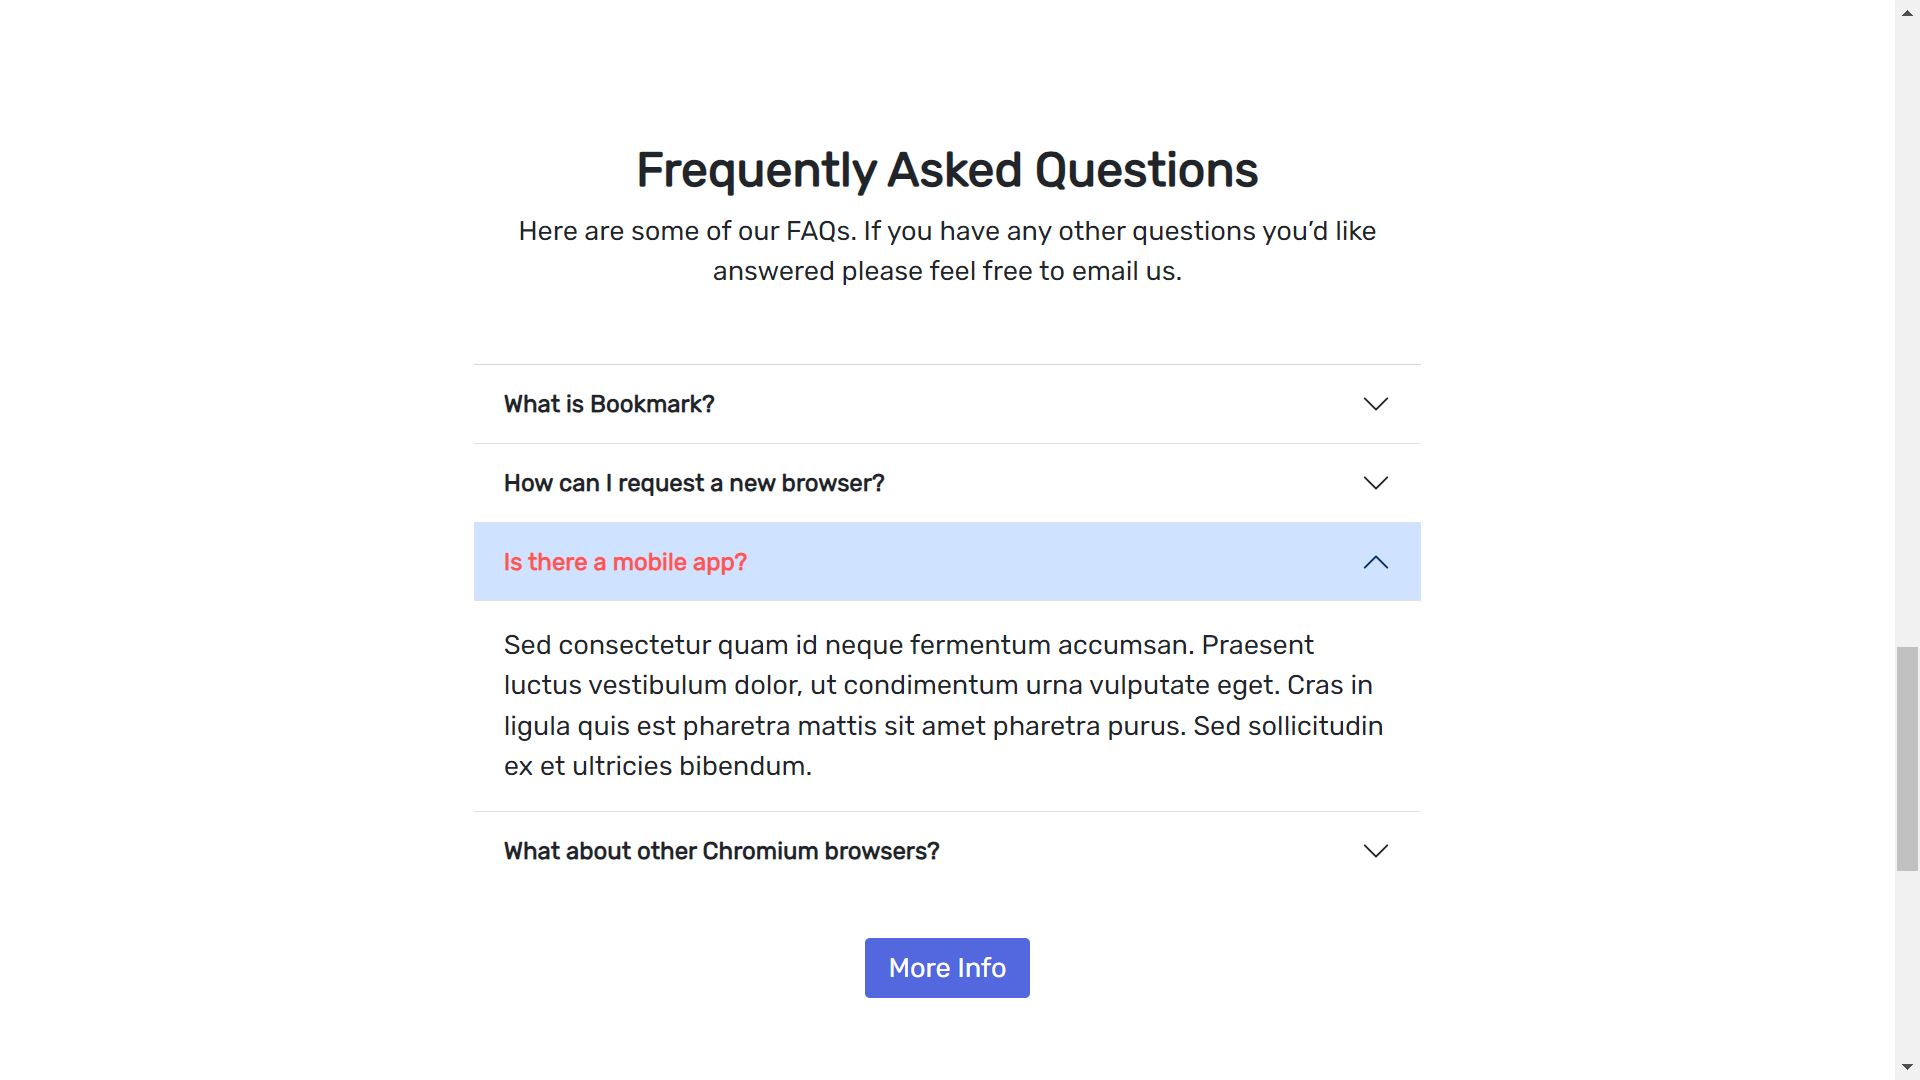 Frequently Asked Questions
Here are some of our FAQs. If you have any other questions you’d like
answered please feel free to email us.
What is Bookmark?
How can I request a new browser?
Is there a mobile app?
Sed consectetur quam id neque fermentum accumsan. Praesent
luctus vestibulum dolor, ut condimentum urna vulputate eget. Cras in
ligula quis est pharetra mattis sit amet pharetra purus. Sed sollicitudin
ex et ultricies bibendum.
What about other Chromium browsers?
More Info